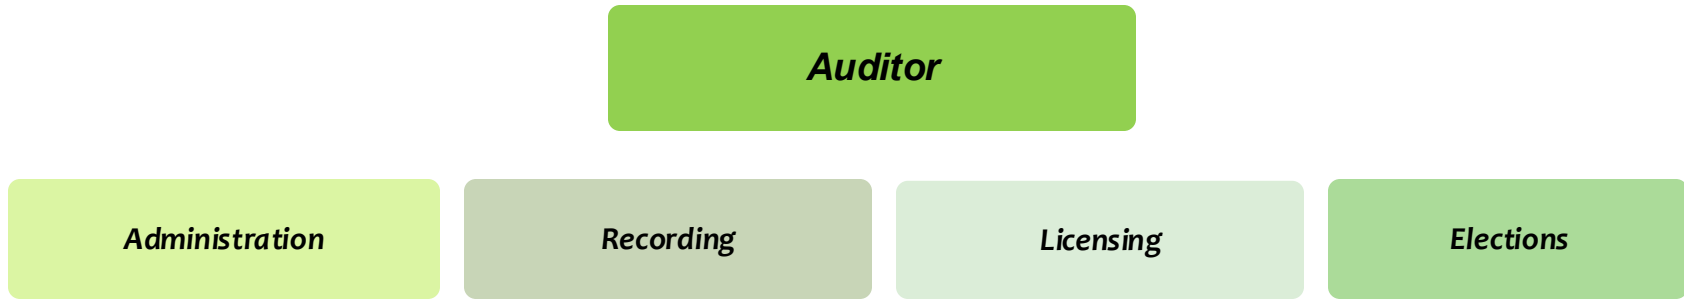 Auditor
Administration
Recording
Licensing
Elections